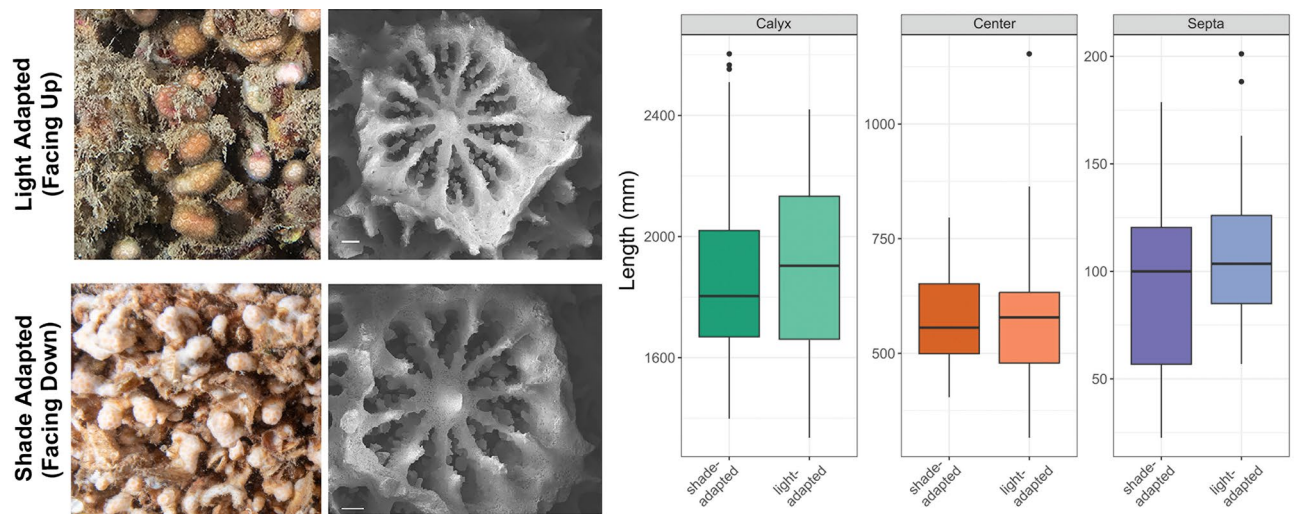 Light Adapted
(Facing Up)
Shade Adapted
(Facing Down)
Length (mm)
Calyx
2400
2000
1600
shade-
adapted
light-
adapted
Center
1000
750
500
shade-
adapted
light-
adapted
Septa
200
150
100
50
shade-
adapted
light-
adapted